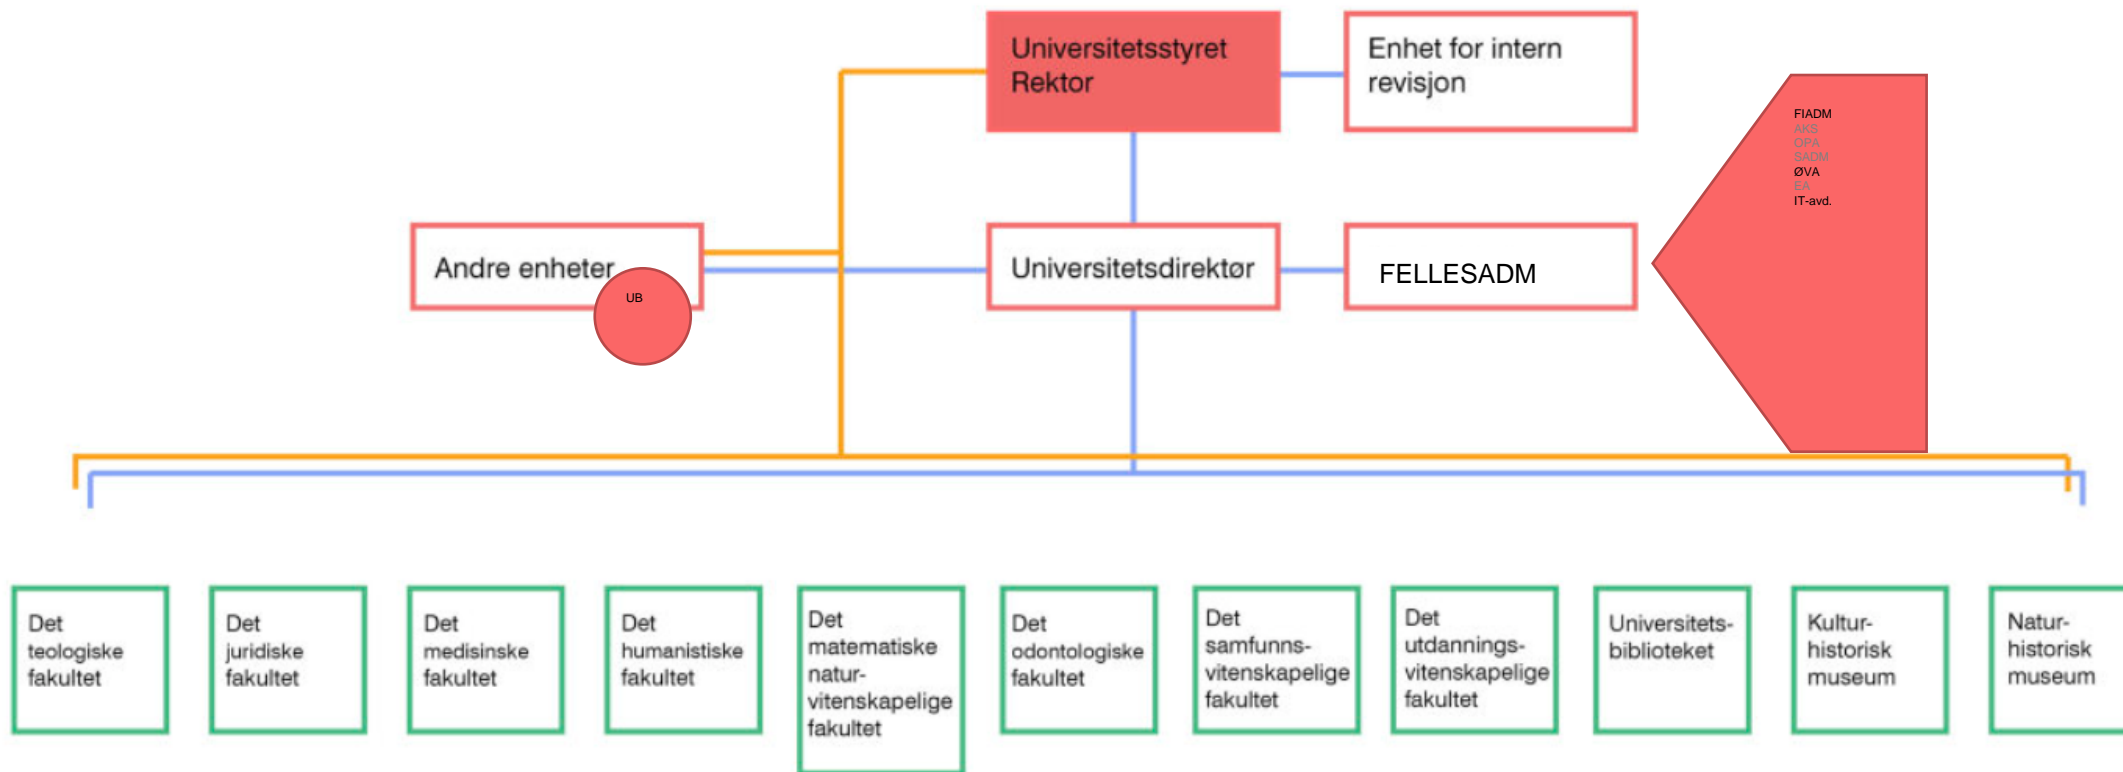 Universitetsstyret
Rektor
Enhet for intern
revisjon
FIADM
AKS
OPA
SADM
ØVA
EA
IT-avd.
Andre enheter
UB
Universitetsdirektør
FELLESADM
Det
teologiske
fakultet
Det
juridiske
fakultet
Det
medisinske
fakultet
Det
humanistiske
fakultet
Det
matematiske
natur-
vitenskapelige
fakultet
Det
odontologiske
fakultet
Det
samfunns-
vitenskapelige
fakultet
Det
utdannings-
vitenskapelige
fakultet
Universitets-
biblioteket
Kultur-
historisk
museum
Natur-
historisk
museum